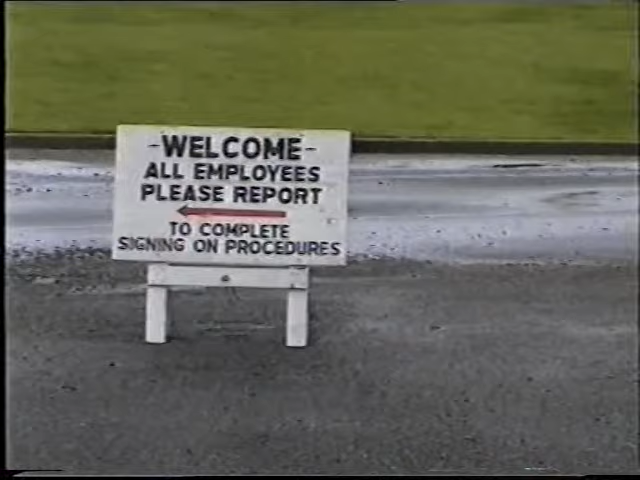 -WELCOME-
ALL EMPLOYEES
PLEASE REPORT
TO COMPLETE
SIGNING ON PROCEDURES